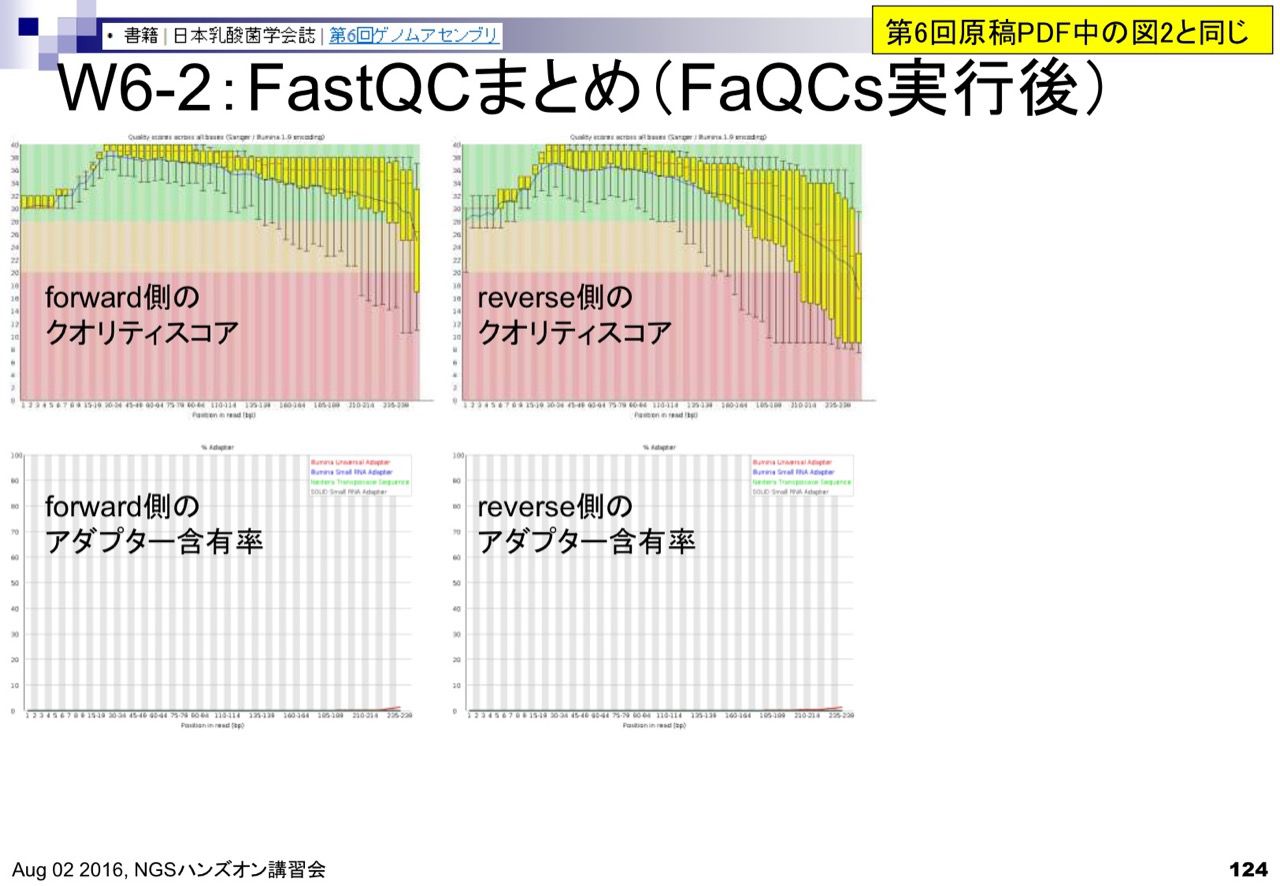 • 書籍 | 日本乳酸菌学会誌 | 第6回ゲノムアセンブリ
第6回原稿PDF中の図2と同じ
W6-2：FastQCまとめ（FaQCs実行後）
Quality scores across all bases (Sanger / Illumina 1.9 encoding)
forward側の
クオリティスコア
Position in read (bp)
Quality scores across all bases (Sanger / Illumina 1.9 encoding)
reverse側の
クオリティスコア
Position in read (bp)
% Adapter
Illumina Universal Adapter
Illumina Small RNA Adapter
Nextera Transposase Sequence
SOLID Small RNA Adapter
forward側の
アダプター含有率
Position in read (bp)
% Adapter
Illumina Universal Adapter
Illumina Small RNA Adapter
Nextera Transposase Sequence
SOLID Small RNA Adapter
reverse側の
アダプター含有率
Position in read (bp)
Aug 02 2016, NGSハンズオン講習会
124